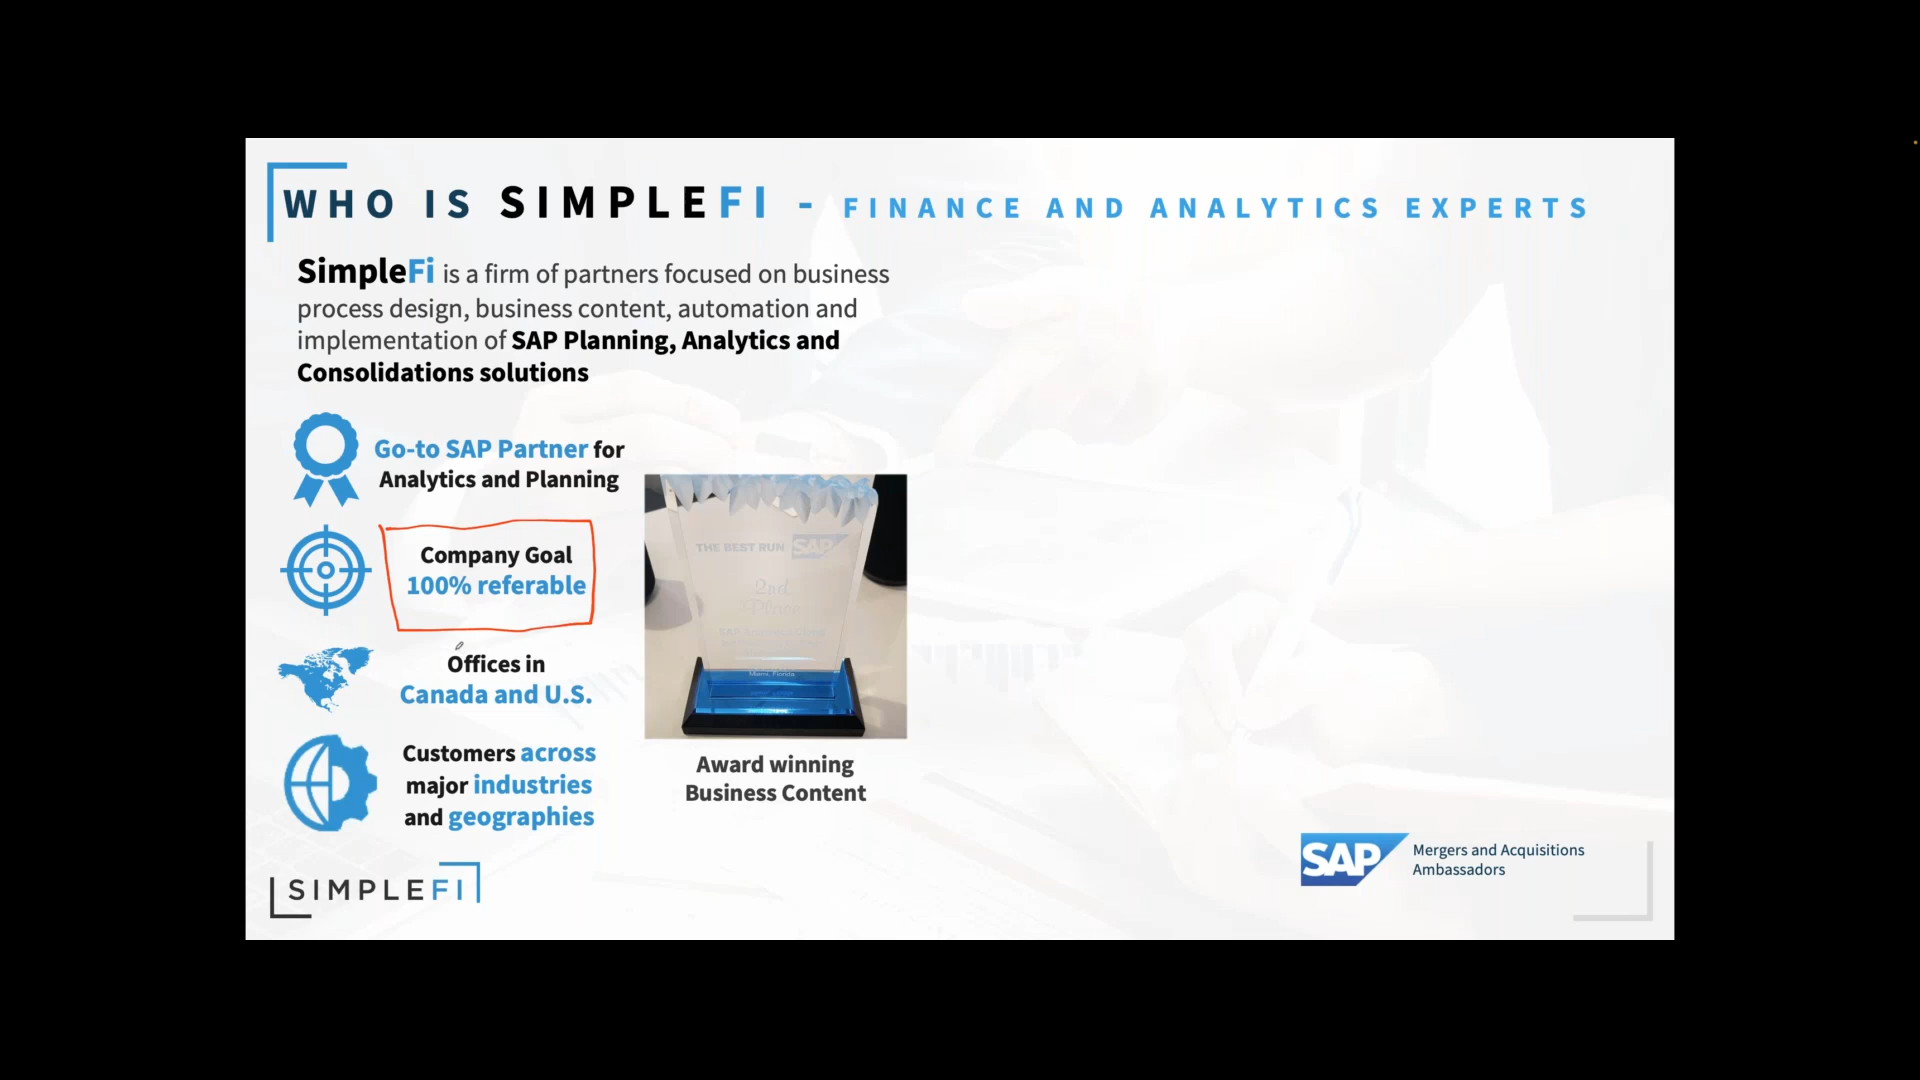 WHO IS SIMPLEFI - FINANCE AND ANALYTICS EXPERTS
SimpleFi is a firm of partners focused on business
process design, business content, automation and
implementation of SAP Planning, Analytics and
Consolidations solutions
Go-to SAP Partner for
Analytics and Planning
Company Goal
100% referable
Offices in
Canada and U.S.
Customers across
major industries
and geographies
THE BEST RUN SAP
2nd
Place
Miami, Florida
Award winning
Business Content
SIMPLEFI
SAP
Mergers and Acquisitions
Ambassadors